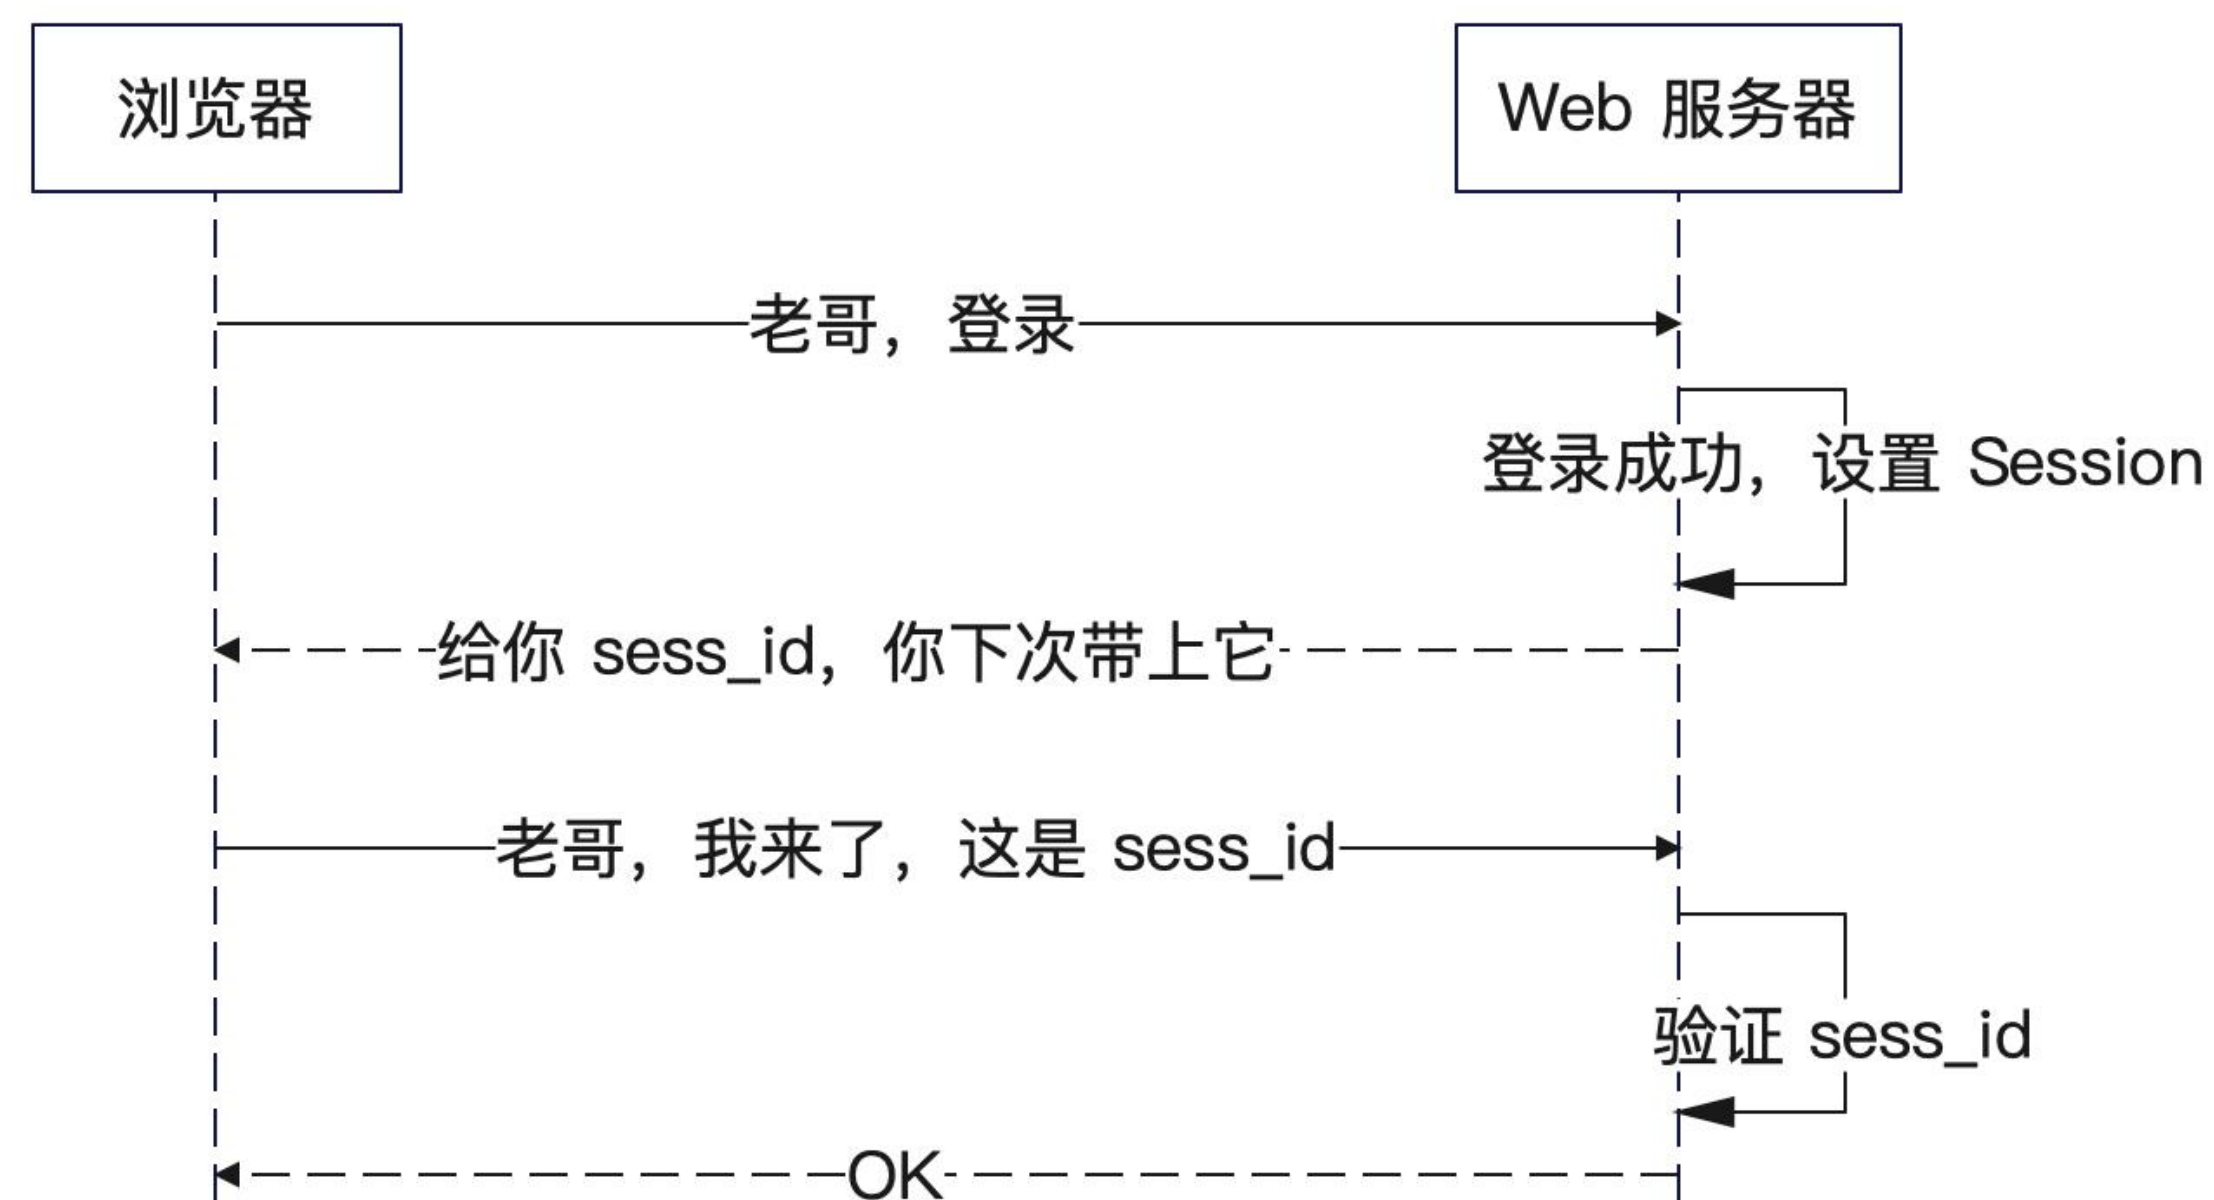 浏览器
Web 服务器
老哥，登录
登录成功，设置 Session
给你 sess_id，你下次带上它
老哥，我来了，这是 sess_id
验证 sess_id
OK